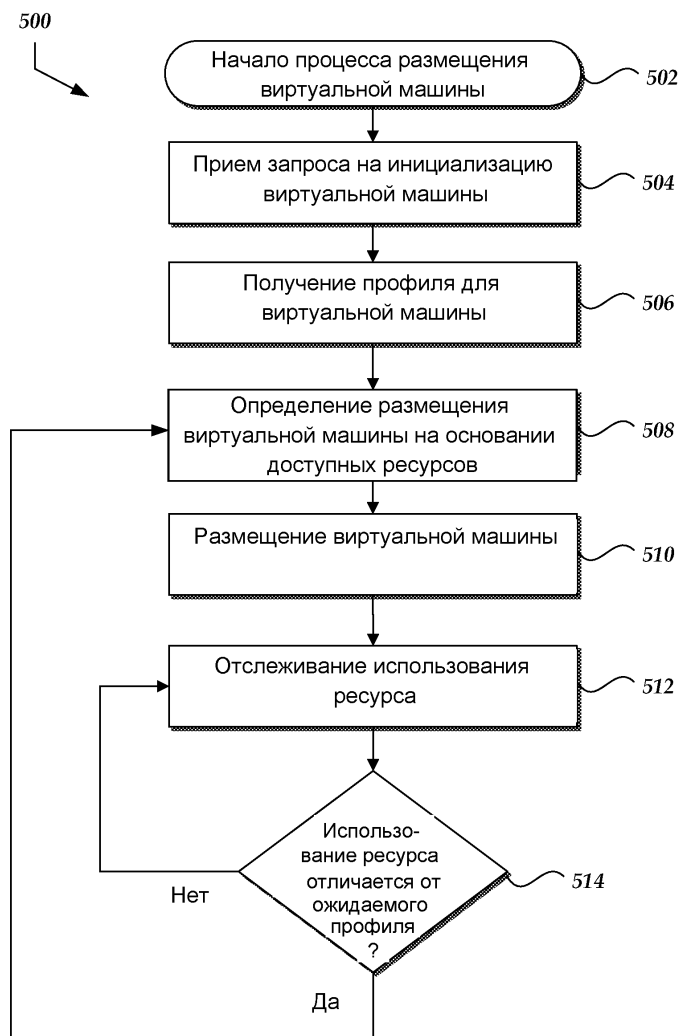 500
Начало процесса размещения
виртуальной машины
502
Прием запроса на инициализацию
виртуальной машины
504
Получение профиля для
виртуальной машины
506
Определение размещения
виртуальной машины на основании
доступных ресурсов
508
Размещение виртуальной машины
510
Отслеживание использования
ресурса
512
Использо-
вание ресурса
отличается от
ожидаемого
профиля
?
514
Нет
Да